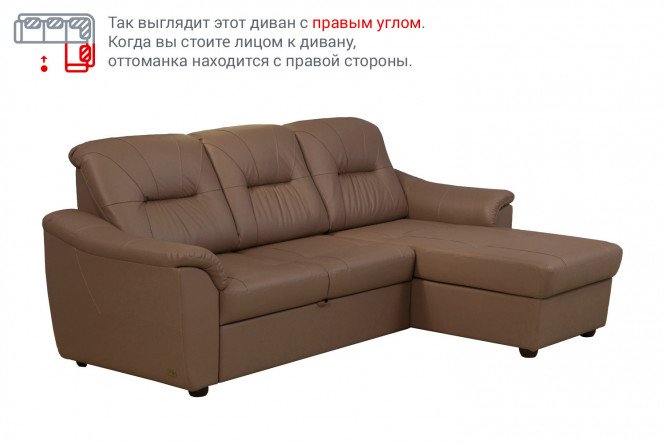 Так выглядит этот диван с правым углом.
Когда вы стоите лицом к дивану,
оттоманка находится с правой стороны.